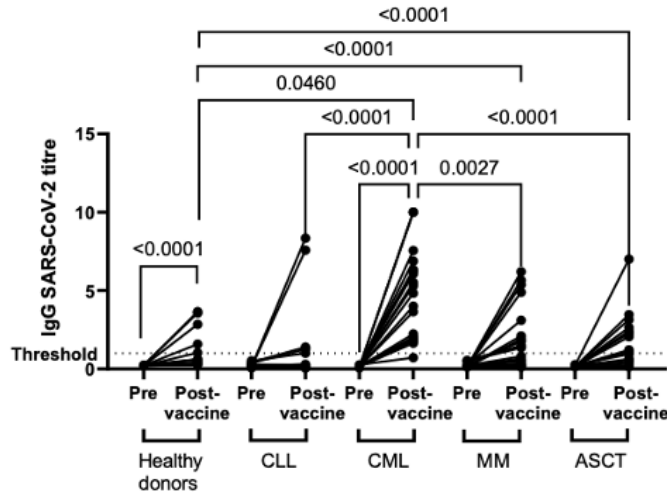 <0.0001
<0.0001
0.0460
<0.0001
<0.0001
<0.0001
0.0027
<0.0001
IgG SARS-CoV-2 titre
15
10
5
Threshold
0
Pre Post-vaccine Pre Post-vaccine Pre Post-vaccine Pre Post-vaccine Pre Post-vaccine
Healthy donors
CLL
CML
MM
ASCT